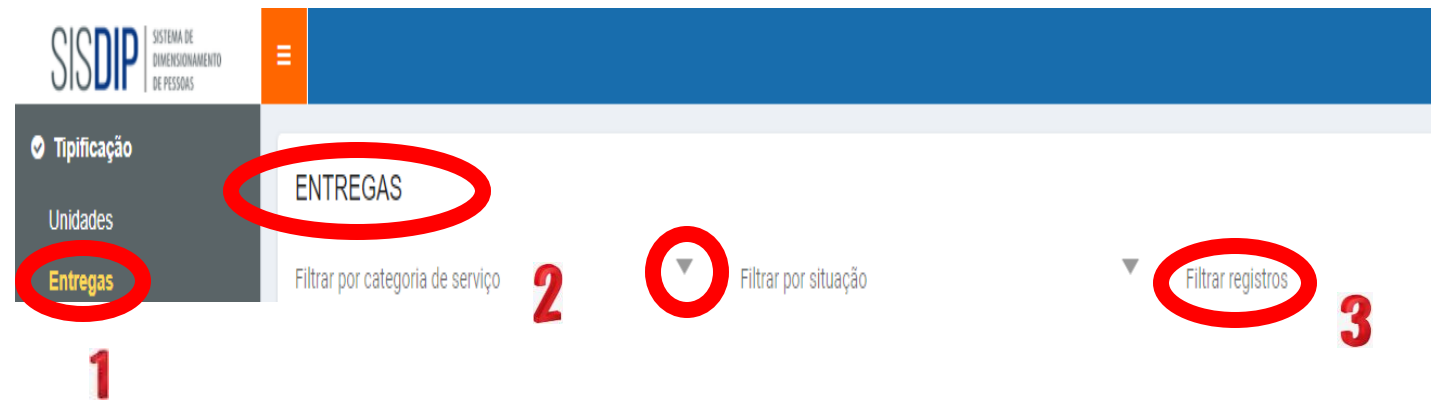 SISDIP
SISTEMA DE
DIMENSIONAMENTO
DE PESSOAS
Tipificação
ENTREGAS
Unidades
Entregas
Filtrar por categoria de serviço
2
Filtrar por situação
Filtrar registros
3
1